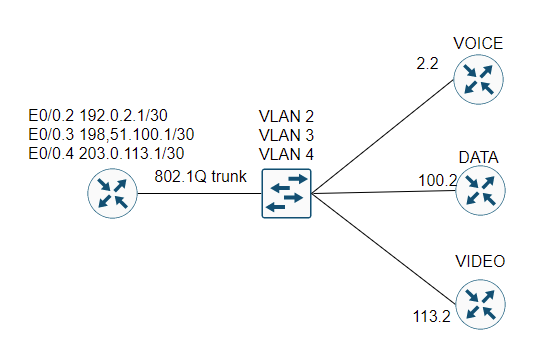 VOICE
2.2
E0/0.2 192.0.2.1/30
E0/0.3 198,51.100.1/30
E0/0.4 203.0.113.1/30
VLAN 2
VLAN 3
VLAN 4
802.1Q trunk
DATA
100.2
VIDEO
113.2